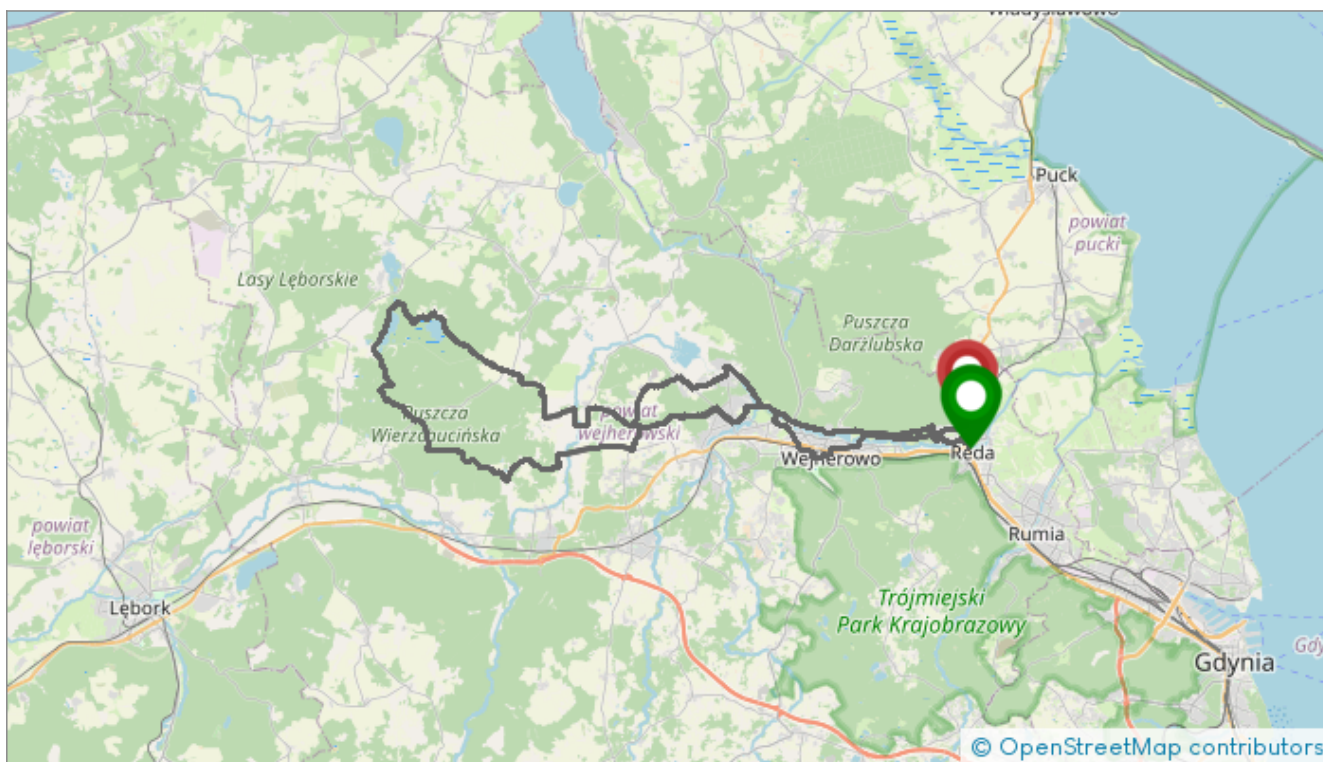 Władysławowo
Puck
powiat
pucki
Lasy Lęborskie
Puszcza
Darżlubska
Puszcza
Wierzchucińska
powiat
wejherowski
Wejherowo
Reda
powiat
lęborski
Rumia
Lębork
Trójmiejski
Park Krajobrazowy
Gdynia
© OpenStreetMap contributors